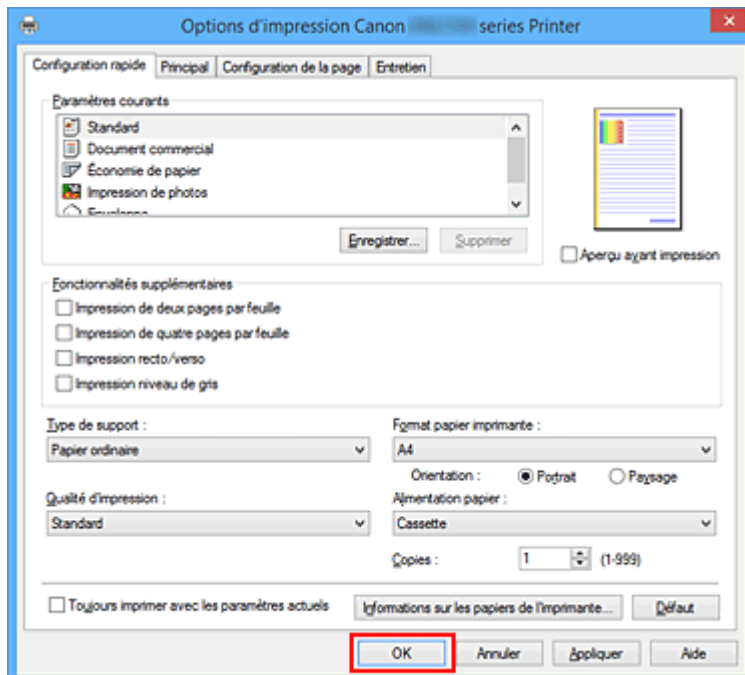 Options d'impression Canon series Printer
Configuration rapide Principal Configuration de la page Entretien
Paramètres courants
Standard
Document commercial
Économie de papier
Impression de photos
Enregistrer... Supprimer
Aperçu avant impression
Fonctionnalités supplémentaires
Impression de deux pages par feuille
Impression de quatre pages par feuille
Impression recto/verso
Impression niveau de gris
Type de support :
Papier ordinaire
Format papier imprimante :
A4
Orientation : Portrait Paysage
Qualité d'impression :
Standard
Alimentation papier :
Cassette
Copies : 1 (1-999)
Toujours imprimer avec les paramètres actuels
Informations sur les papiers de l'imprimante... Défaut
OK Annuler Appliquer Aide